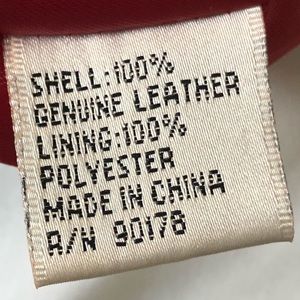 SHELL:100%
GENUINE LEATHER
LINING:100%
POLYESTER
MADE IN CHINA
R/N 90178